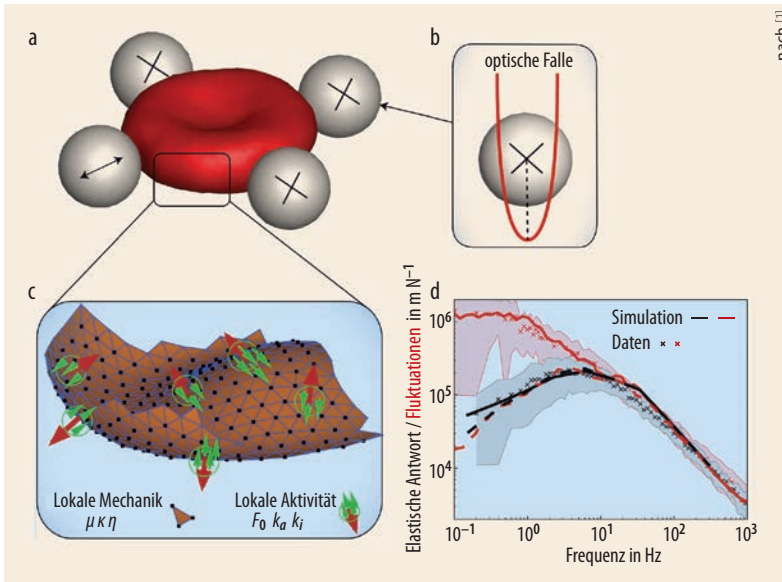 nach [1]
a
b
optische Falle
c
Lokale Mechanik
μ κ η
Lokale Aktivität
F₀ kₐ kᵢ
d
Simulation
Daten
Elastische Antwort / Fluktuationen in m N⁻¹
10⁶
10⁵
10⁴
10⁻¹ 10⁰ 10¹ 10² 10³
Frequenz in Hz